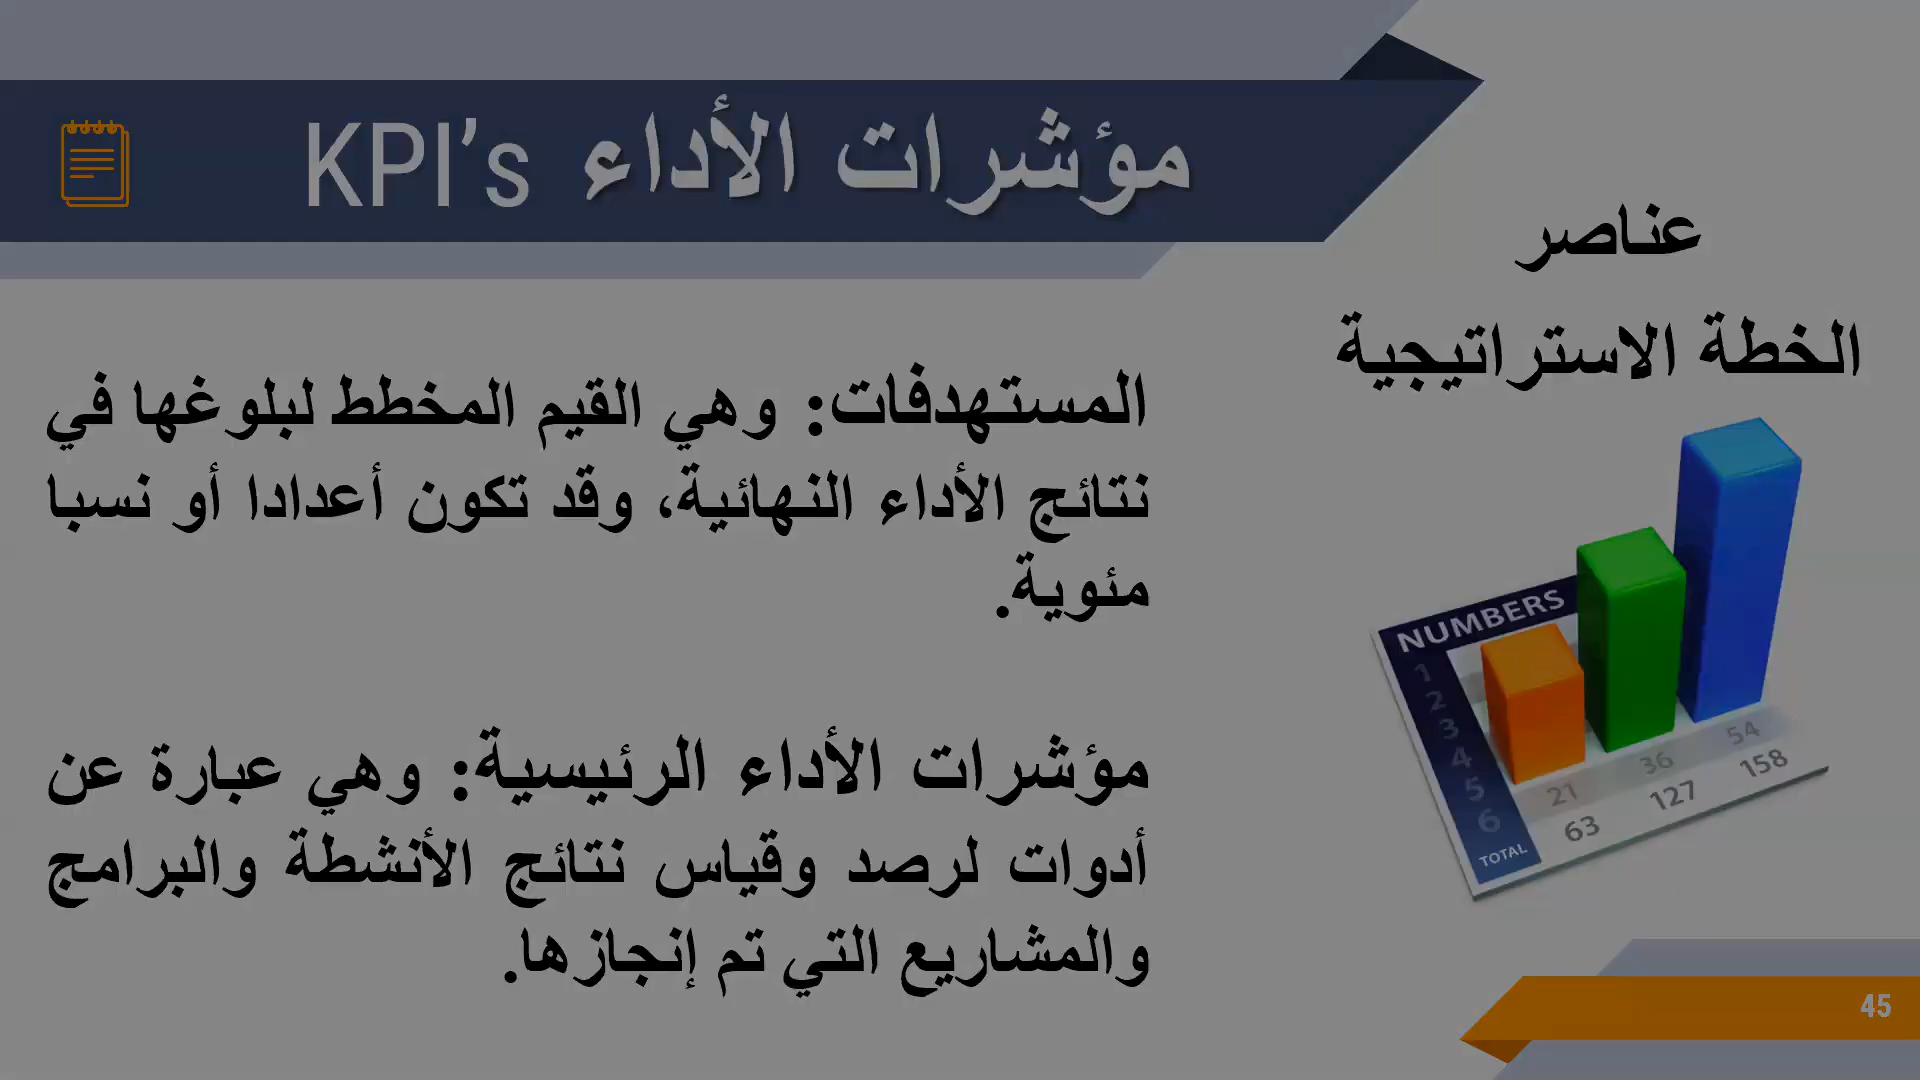 مؤشرات الأداء KPI’s
عناصر
الخطة الاستراتيجية
المستهدفات: وهي القيم المخطط لبلوغها في
نتائج الأداء النهائية، وقد تكون أعدادا أو نسبا
مئوية.
مؤشرات الأداء الرئيسية: وهي عبارة عن
أدوات لرصد وقياس نتائج الأنشطة والبرامج
والمشاريع التي تم إنجازها.
NUMBERS
1
2
3
4
5
6
TOTAL
21 36 54
63 127 158
45